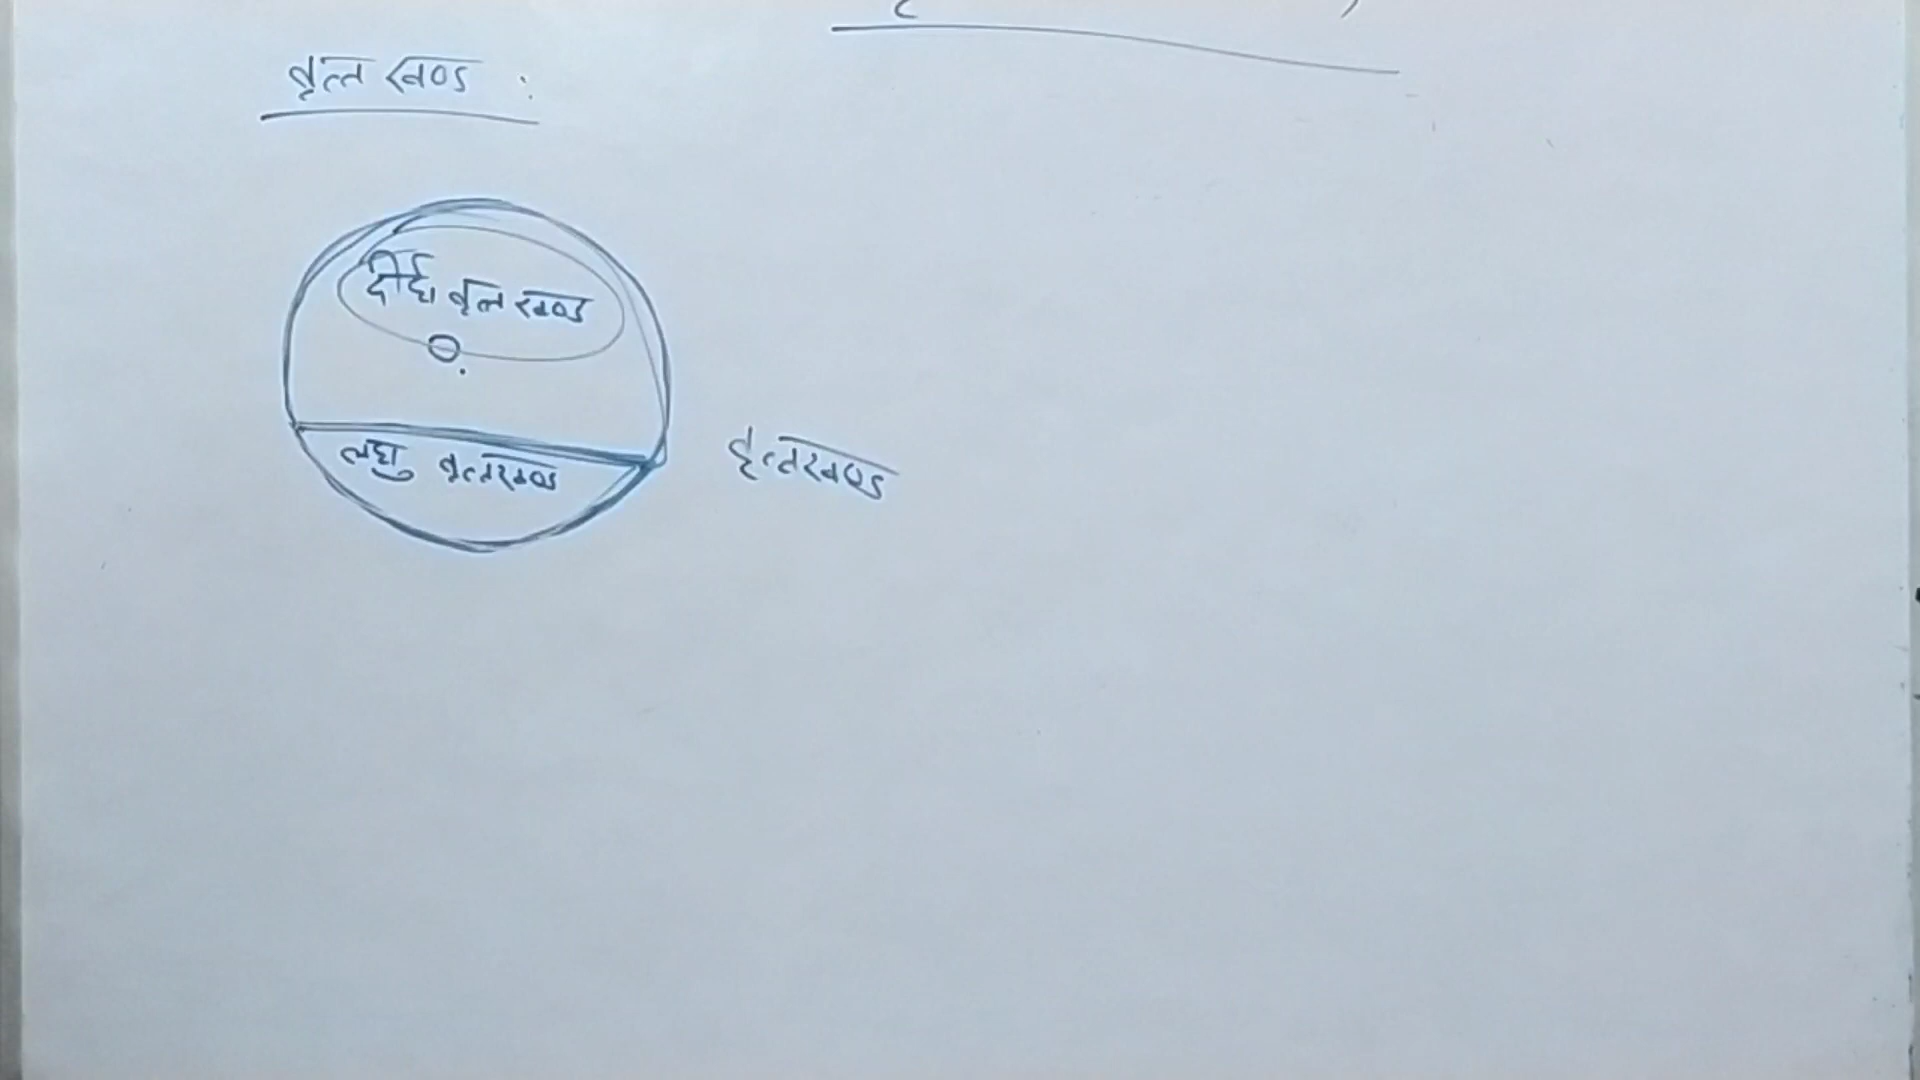 वृत्त खण्ड :
दीर्घ वृत्त खण्ड
O
लघु वृत्तखण्ड
वृत्तखण्ड